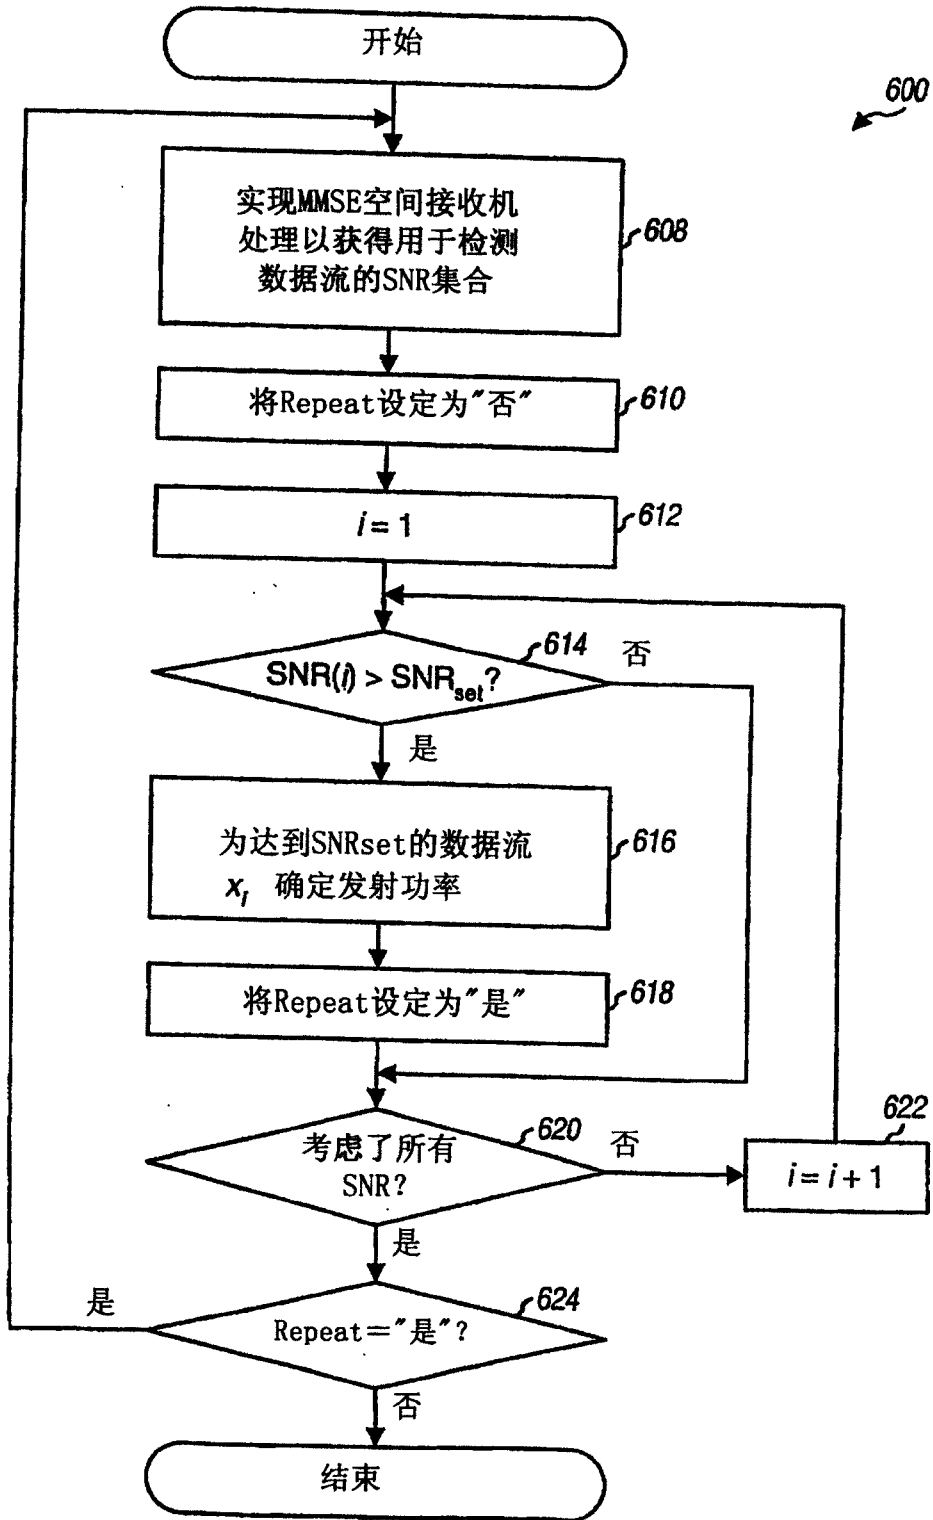 开始
600
实现MMSE空间接收机
处理以获得用于检测
数据流的SNR集合
608
将Repeat设定为"否"
610
i = 1
612
614
否
SNR(i) > SNRset?
是
为达到SNRset的数据流
xi 确定发射功率
616
将Repeat设定为"是"
618
620
否
考虑了所有
SNR?
622
i = i + 1
是
624
是
Repeat="是"?
否
结束